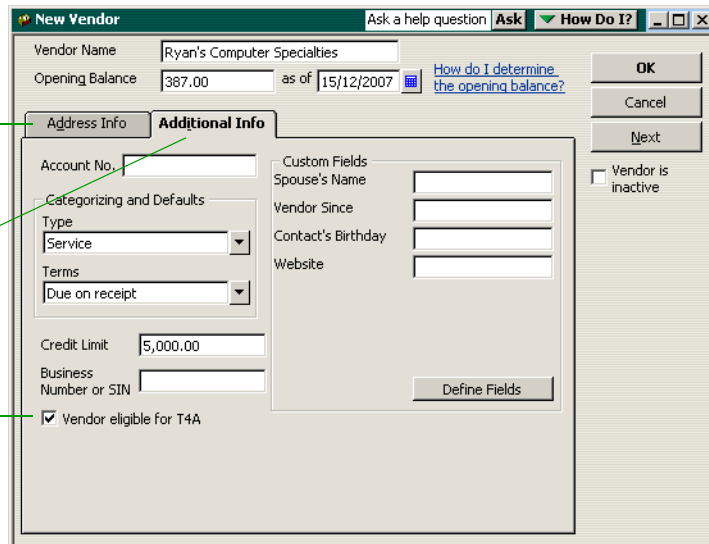 New Vendor Ask a help question Ask How Do I?
Vendor Name Ryan's Computer Specialties
Opening Balance 387.00 as of 15/12/2007 How do I determine
the opening balance?
OK
Cancel
Next
Vendor is
inactive
Address Info Additional Info
Account No.
Categorizing and Defaults
Type
Service
Terms
Due on receipt
Credit Limit 5,000.00
Business
Number or SIN
Vendor eligible for T4A
Custom Fields
Spouse's Name
Vendor Since
Contact's Birthday
Website
Define Fields